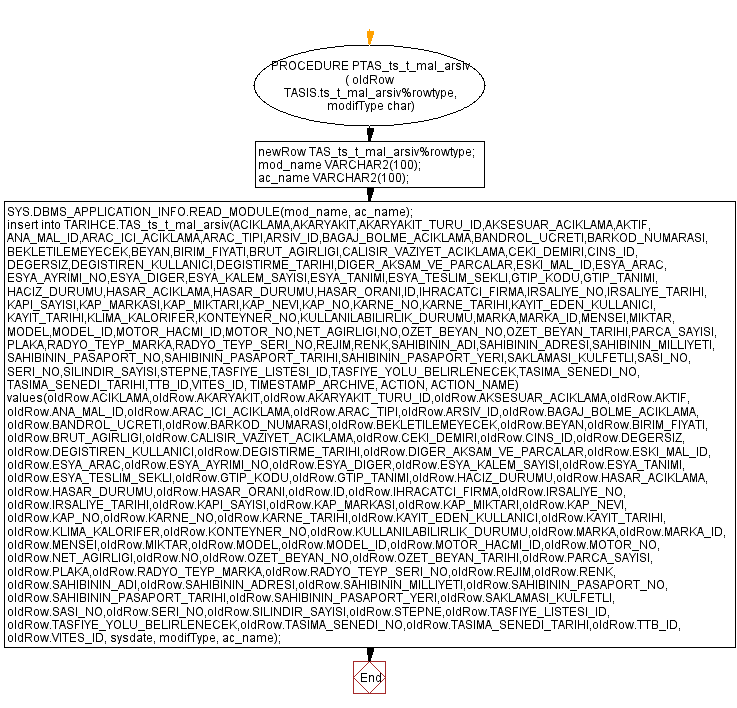 PROCEDURE PTAS_ts_t_mal_arsiv
( oldRow
TASIS.ts_t_mal_arsiv%rowtype,
modifType char)
newRow TAS_ts_t_mal_arsiv%rowtype;
mod_name VARCHAR2(100);
ac_name VARCHAR2(100);
SYS.DBMS_APPLICATION_INFO.READ_MODULE(mod_name, ac_name);
insert into TARIHCE.TAS_ts_t_mal_arsiv(ACIKLAMA,AKARYAKIT,AKARYAKIT_TURU_ID,AKSESUAR_ACIKLAMA,AKTIF,
ANA_MAL_ID,ARAC_ICI_ACIKLAMA,ARAC_TIPI,ARSIV_ID,BAGAJ_BOLME_ACIKLAMA,BANDROL_UCRETI,BARKOD_NUMARASI,
BEKLETILEMEYECEK,BEYAN,BIRIM_FIYATI,BRUT_AGIRLIGI,CALISIR_VAZIYET_ACIKLAMA,CEKI_DEMIRI,CINS_ID,
DEGERSIZ,DEGISTIREN_KULLANICI,DEGISTIRME_TARIHI,DIGER_AKSAM_VE_PARCALAR,ESKI_MAL_ID,ESYA_ARAC,
ESYA_AYRIMI_NO,ESYA_DIGER,ESYA_KALEM_SAYISI,ESYA_TANIMI,ESYA_TESLIM_SEKLI,GTIP_KODU,GTIP_TANIMI,
HACIZ_DURUMU,HASAR_ACIKLAMA,HASAR_DURUMU,HASAR_ORANI,ID,IHRACATCI_FIRMA,IRSALIYE_NO,IRSALIYE_TARIHI,
KAPI_SAYISI,KAP_MARKASI,KAP_MIKTARI,KAP_NEVI,KAP_NO,KARNE_NO,KARNE_TARIHI,KAYIT_EDEN_KULLANICI,
KAYIT_TARIHI,KLIMA_KALORIFER,KONTEYNER_NO,KULLANILABILIRLIK_DURUMU,MARKA,MARKA_ID,MENSEI,MIKTAR,
MODEL,MODEL_ID,MOTOR_HACMI_ID,MOTOR_NO,NET_AGIRLIGI,NO,OZET_BEYAN_NO,OZET_BEYAN_TARIHI,PARCA_SAYISI,
PLAKA,RADYO_TEYP_MARKA,RADYO_TEYP_SERI_NO,REJIM,RENK,SAHIBININ_ADI,SAHIBININ_ADRESI,SAHIBININ_MILLIYETI,
SAHIBININ_PASAPORT_NO,SAHIBININ_PASAPORT_TARIHI,SAHIBININ_PASAPORT_YERI,SAKLAMASI_KULFETLI,SASI_NO,
SERI_NO,SILINDIR_SAYISI,STEPNE,TASFIYE_LISTESI_ID,TASFIYE_YOLU_BELIRLENECEK,TASIMA_SENEDI_NO,
TASIMA_SENEDI_TARIHI,TTB_ID,VITES_ID, TIMESTAMP_ARCHIVE, ACTION, ACTION_NAME)
values(oldRow.ACIKLAMA,oldRow.AKARYAKIT,oldRow.AKARYAKIT_TURU_ID,oldRow.AKSESUAR_ACIKLAMA,oldRow.AKTIF,
oldRow.ANA_MAL_ID,oldRow.ARAC_ICI_ACIKLAMA,oldRow.ARAC_TIPI,oldRow.ARSIV_ID,oldRow.BAGAJ_BOLME_ACIKLAMA,
oldRow.BANDROL_UCRETI,oldRow.BARKOD_NUMARASI,oldRow.BEKLETILEMEYECEK,oldRow.BEYAN,oldRow.BIRIM_FIYATI,
oldRow.BRUT_AGIRLIGI,oldRow.CALISIR_VAZIYET_ACIKLAMA,oldRow.CEKI_DEMIRI,oldRow.CINS_ID,oldRow.DEGERSIZ,
oldRow.DEGISTIREN_KULLANICI,oldRow.DEGISTIRME_TARIHI,oldRow.DIGER_AKSAM_VE_PARCALAR,oldRow.ESKI_MAL_ID,
oldRow.ESYA_ARAC,oldRow.ESYA_AYRIMI_NO,oldRow.ESYA_DIGER,oldRow.ESYA_KALEM_SAYISI,oldRow.ESYA_TANIMI,
oldRow.ESYA_TESLIM_SEKLI,oldRow.GTIP_KODU,oldRow.GTIP_TANIMI,oldRow.HACIZ_DURUMU,oldRow.HASAR_ACIKLAMA,
oldRow.HASAR_DURUMU,oldRow.HASAR_ORANI,oldRow.ID,oldRow.IHRACATCI_FIRMA,oldRow.IRSALIYE_NO,
oldRow.IRSALIYE_TARIHI,oldRow.KAPI_SAYISI,oldRow.KAP_MARKASI,oldRow.KAP_MIKTARI,oldRow.KAP_NEVI,
oldRow.KAP_NO,oldRow.KARNE_NO,oldRow.KARNE_TARIHI,oldRow.KAYIT_EDEN_KULLANICI,oldRow.KAYIT_TARIHI,
oldRow.KLIMA_KALORIFER,oldRow.KONTEYNER_NO,oldRow.KULLANILABILIRLIK_DURUMU,oldRow.MARKA,oldRow.MARKA_ID,
oldRow.MENSEI,oldRow.MIKTAR,oldRow.MODEL,oldRow.MODEL_ID,oldRow.MOTOR_HACMI_ID,oldRow.MOTOR_NO,
oldRow.NET_AGIRLIGI,oldRow.NO,oldRow.OZET_BEYAN_NO,oldRow.OZET_BEYAN_TARIHI,oldRow.PARCA_SAYISI,
oldRow.PLAKA,oldRow.RADYO_TEYP_MARKA,oldRow.RADYO_TEYP_SERI_NO,oldRow.REJIM,oldRow.RENK,
oldRow.SAHIBININ_ADI,oldRow.SAHIBININ_ADRESI,oldRow.SAHIBININ_MILLIYETI,oldRow.SAHIBININ_PASAPORT_NO,
oldRow.SAHIBININ_PASAPORT_TARIHI,oldRow.SAHIBININ_PASAPORT_YERI,oldRow.SAKLAMASI_KULFETLI,
oldRow.SASI_NO,oldRow.SERI_NO,oldRow.SILINDIR_SAYISI,oldRow.STEPNE,oldRow.TASFIYE_LISTESI_ID,
oldRow.TASFIYE_YOLU_BELIRLENECEK,oldRow.TASIMA_SENEDI_NO,oldRow.TASIMA_SENEDI_TARIHI,oldRow.TTB_ID,
oldRow.VITES_ID, sysdate, modifType, ac_name);
End